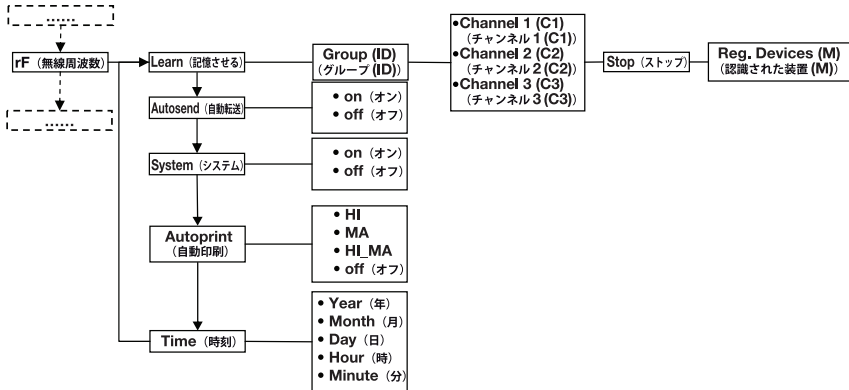 ......
rF（無線周波数）
......
Learn（記憶させる）
Autosend（自動転送）
System（システム）
Autoprint
（自動印刷）
Time（時刻）
Group (ID)
（グループ (ID)）
• on（オン）
• off（オフ）
• on（オン）
• off（オフ）
• HI
• MA
• HI_MA
• off（オフ）
• Year（年）
• Month（月）
• Day（日）
• Hour（時）
• Minute（分）
•Channel 1 (C1)
（チャンネル 1 (C1)）
•Channel 2 (C2)
（チャンネル 2 (C2)）
•Channel 3 (C3)
（チャンネル 3 (C3)）
Stop（ストップ）
Reg. Devices (M)
（認識された装置 (M)）